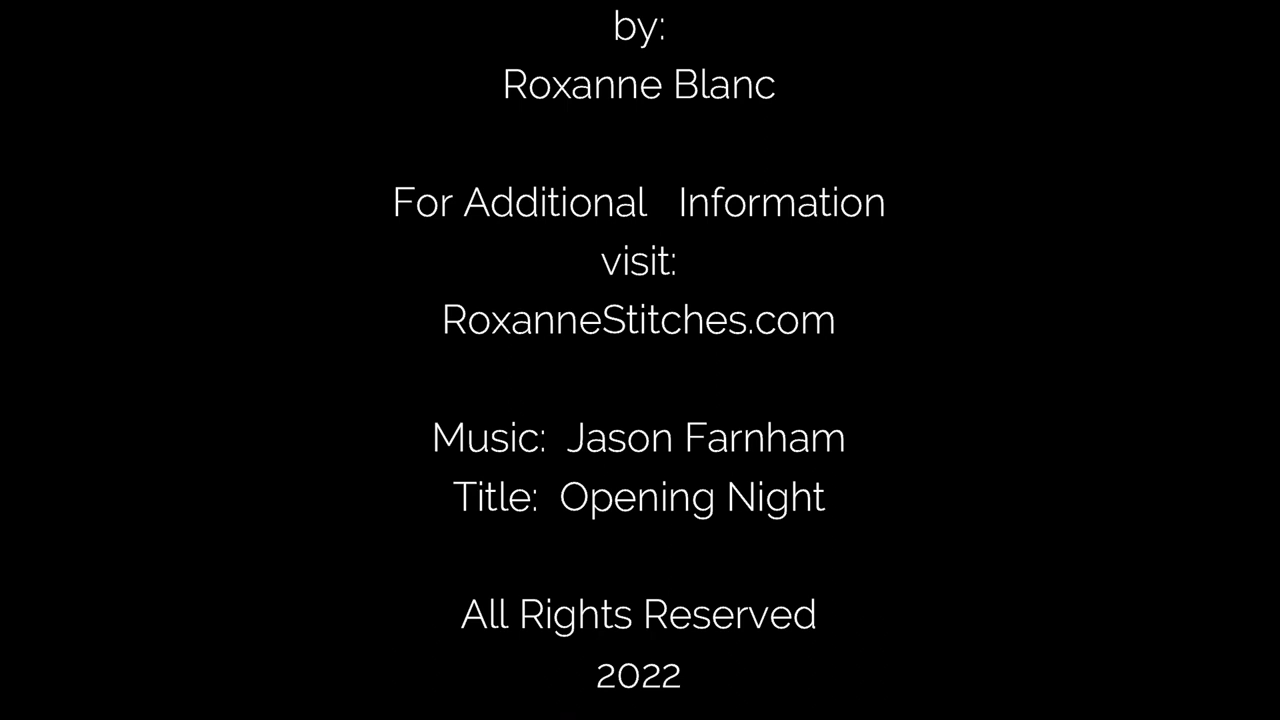 by:
Roxanne Blanc
For Additional   Information
visit:
RoxanneStitches.com
Music:  Jason Farnham
Title:  Opening Night
All Rights Reserved
2022